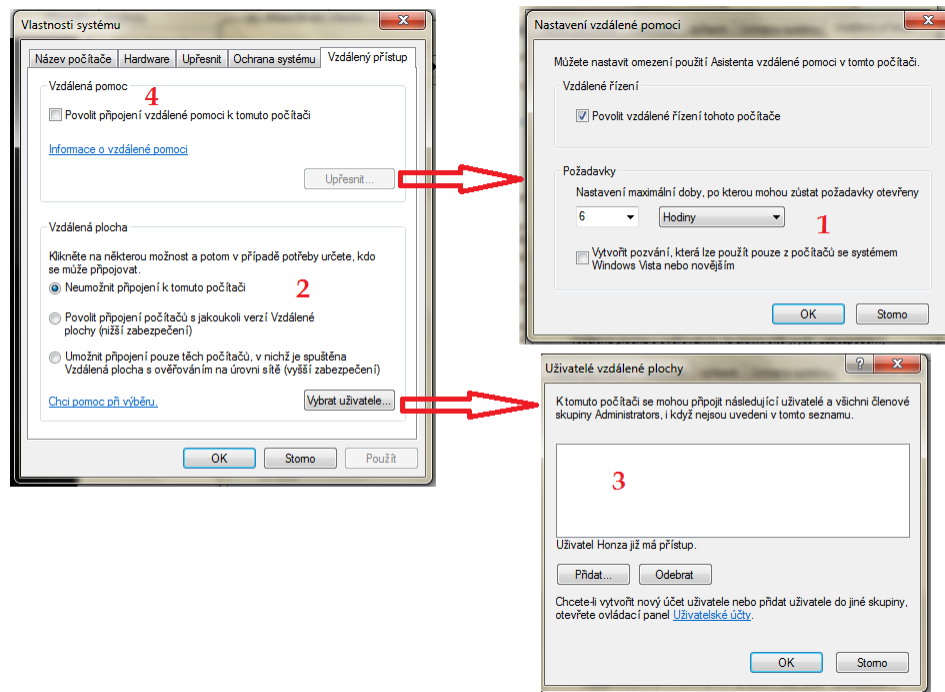 Vlastnosti systému
Název počítače
Hardware
Upřesnit
Ochrana systému
Vzdálený přístup
Vzdálená pomoc
4
Povolit připojení vzdálené pomoci k tomuto počítači
Informace o vzdálené pomoci
Upřesnit...
Vzdálená plocha
Klikněte na některou možnost a potom v případě potřeby určete, kdo
se může připojovat.
Neumožnit připojení k tomuto počítači
2
Povolit připojení počítačů s jakoukoli verzí Vzdálené
plochy (nižší zabezpečení)
Umožnit připojení pouze těch počítačů, v nichž je spuštěna
Vzdálená plocha s ověřováním na úrovni sítě (vyšší zabezpečení)
Chci pomoc při výběru.
Vybrat uživatele...
OK
Storno
Použít
Nastavení vzdálené pomoci
Můžete nastavit omezení použití Asistenta vzdálené pomoci v tomto počítači.
Vzdálené řízení
Povolit vzdálené řízení tohoto počítače
Požadavky
Nastavení maximální doby, po kterou mohou zůstat požadavky otevřeny
6
Hodiny
1
Vytvořit pozvání, která lze použít pouze z počítačů se systémem
Windows Vista nebo novějším
OK
Storno
Uživatelé vzdálené plochy
?
K tomuto počítači se mohou připojit následující uživatelé a všichni členové
skupiny Administrators, i když nejsou uvedeni v tomto seznamu.
3
Uživatel Honza již má přístup.
Přidat...
Odebrat
Chcete-li vytvořit nový účet uživatele nebo přidat uživatele do jiné skupiny,
otevřete ovládací panel Uživatelské účty.
OK
Storno